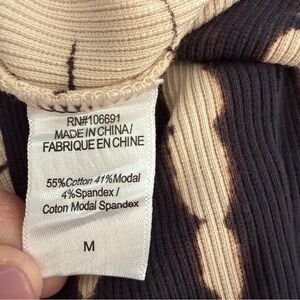 RN#106691
MADE IN CHINA/
FABRIQUE EN CHINE
55%Cotton 41%Modal
4%Spandex /
Coton Modal Spandex
M